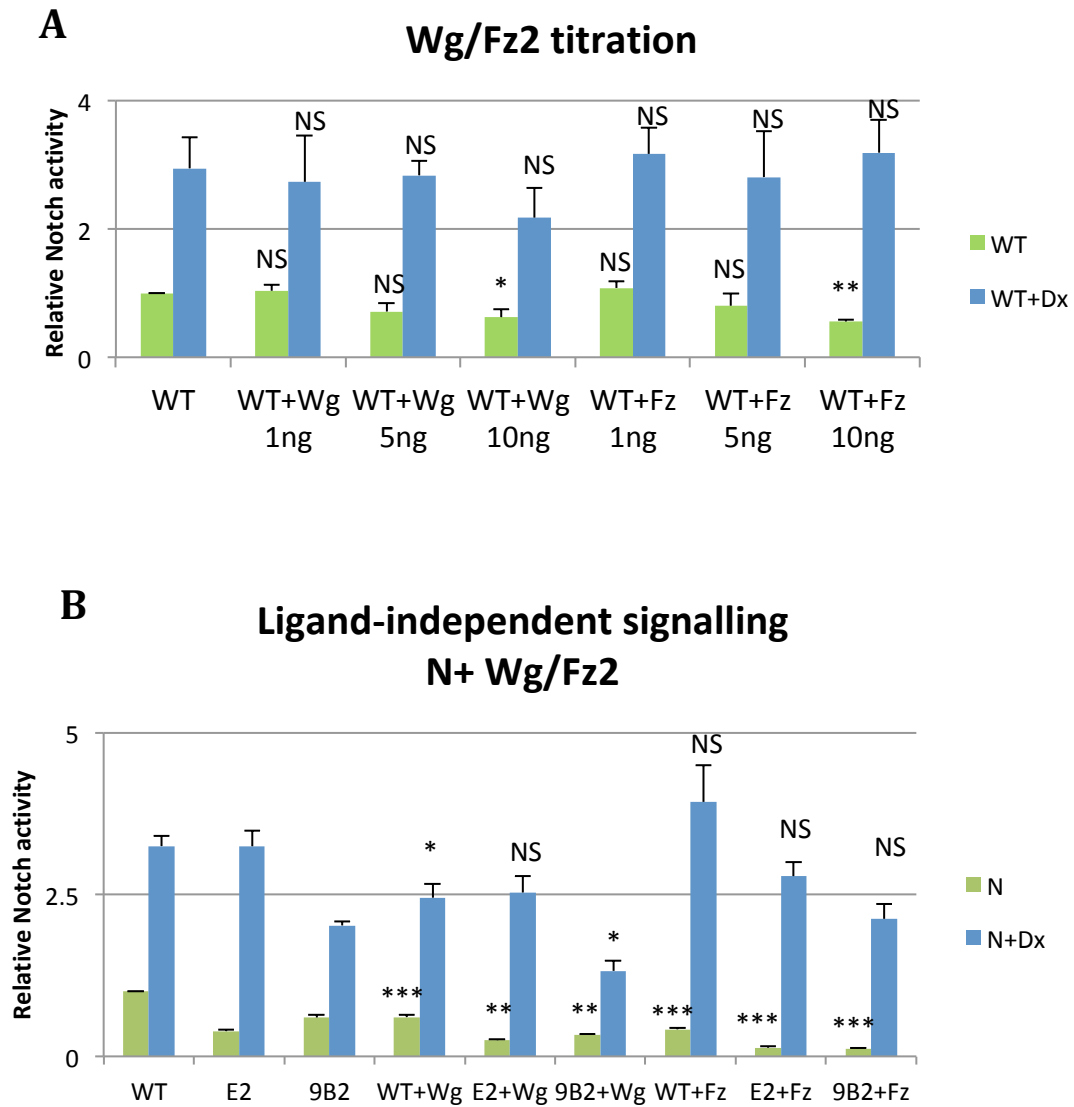 A
Wg/Fz2 titration
Relative Notch activity
4
2
0
NS
NS
NS
NS
NS
NS
NS
NS
*
NS
NS
**
WT
WT+Wg
1ng
WT+Wg
5ng
WT+Wg
10ng
WT+Fz
1ng
WT+Fz
5ng
WT+Fz
10ng
WT
WT+Dx
B
Ligand-independent signalling
N+ Wg/Fz2
Relative Notch activity
5
2.5
0
***
*
**
NS
**
*
***
NS
***
NS
***
NS
WT
E2
9B2
WT+Wg
E2+Wg
9B2+Wg
WT+Fz
E2+Fz
9B2+Fz
N
N+Dx